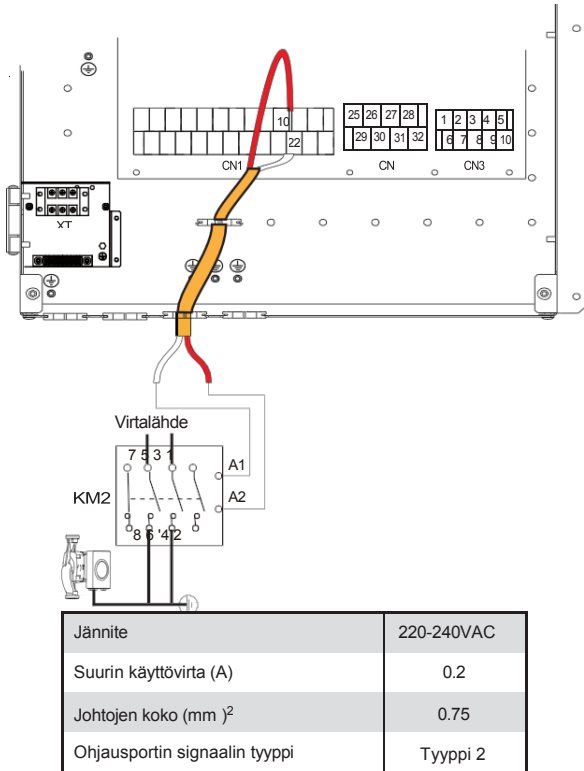 25 26 27 28
1 2 3 4 5
10
29 30 31 32
6 7 8 9 10
22
CN1
CN
CN3
XT
Virtalähde
7 5 3 1
A1
KM2
A2
8 6 '4 2
Jännite 220-240VAC
Suurin käyttövirta (A) 0.2
Johtojen koko (mm )2 0.75
Ohjausportin signaalin tyyppi Tyyppi 2